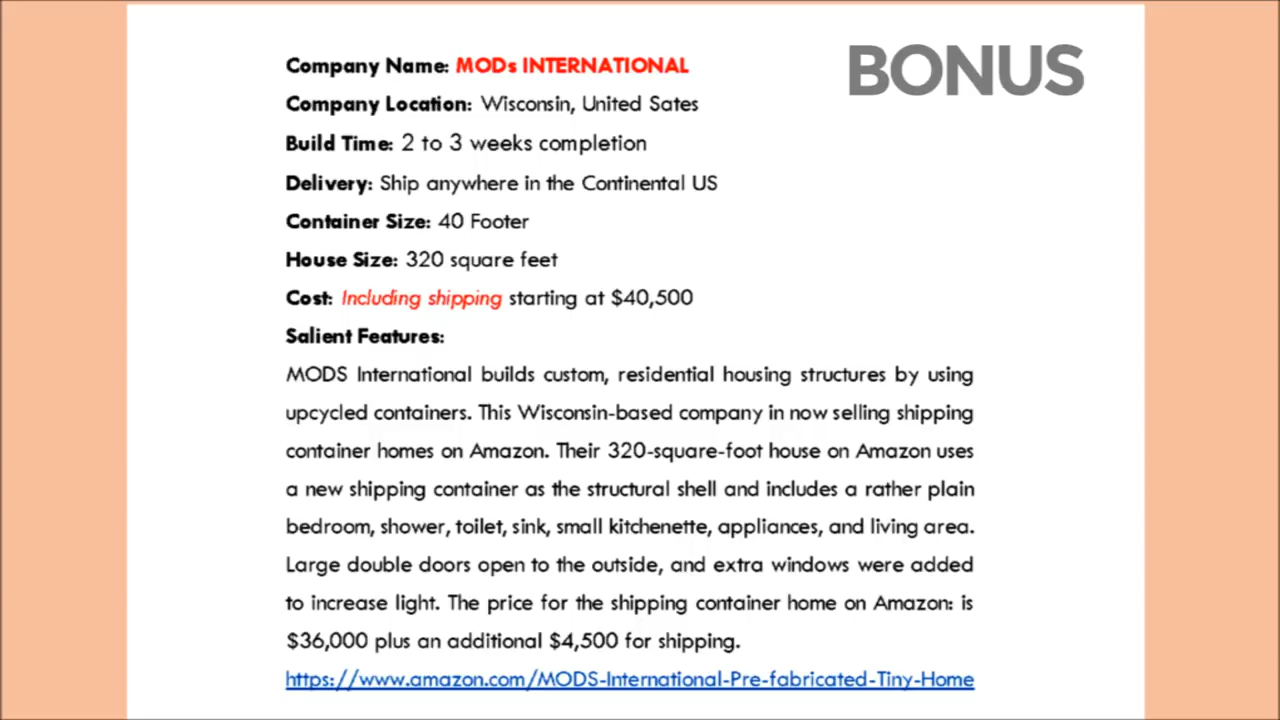 BONUS
Company Name: MODs INTERNATIONAL
Company Location: Wisconsin, United Sates
Build Time: 2 to 3 weeks completion
Delivery: Ship anywhere in the Continental US
Container Size: 40 Footer
House Size: 320 square feet
Cost: Including shipping starting at $40,500
Salient Features:
MODS International builds custom, residential housing structures by using
upcycled containers. This Wisconsin-based company in now selling shipping
container homes on Amazon. Their 320-square-foot house on Amazon uses
a new shipping container as the structural shell and includes a rather plain
bedroom, shower, toilet, sink, small kitchenette, appliances, and living area.
Large double doors open to the outside, and extra windows were added
to increase light. The price for the shipping container home on Amazon: is
$36,000 plus an additional $4,500 for shipping.
https://www.amazon.com/MODS-International-Pre-fabricated-Tiny-Home